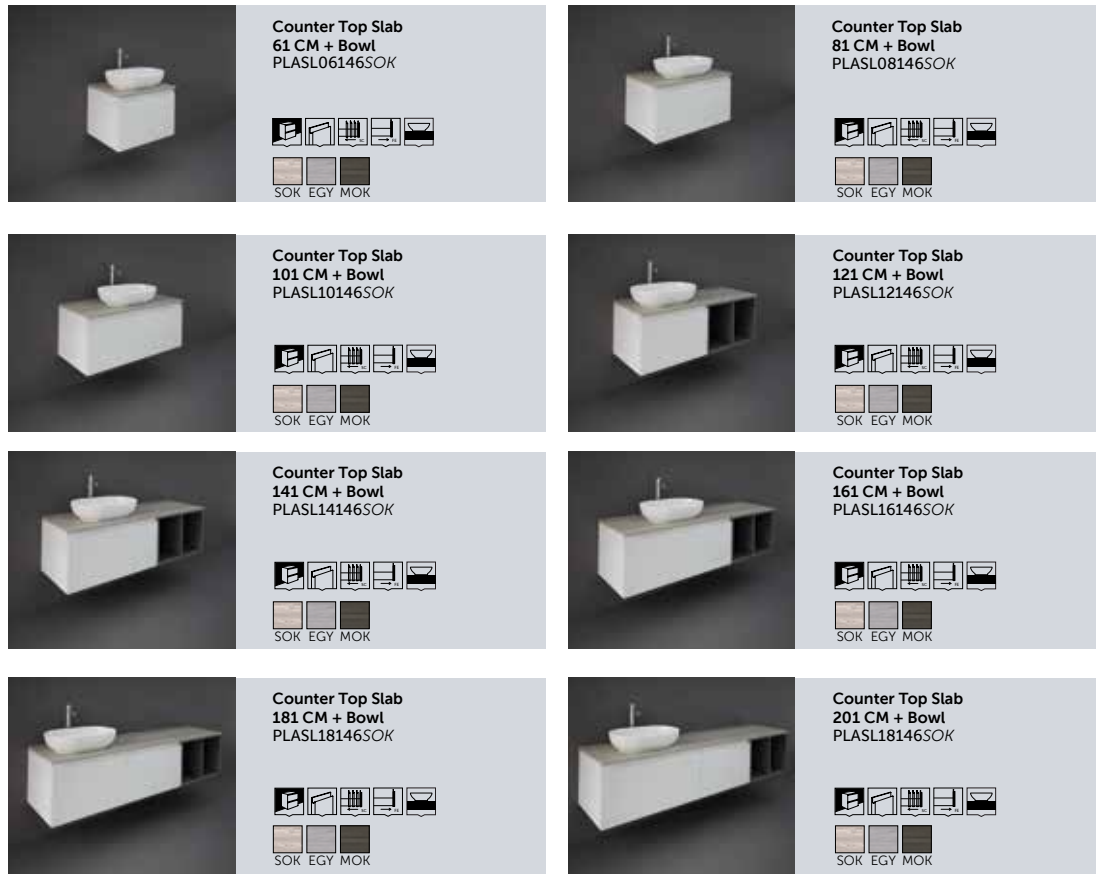 Counter Top Slab
61 CM + Bowl
PLASL06146SOK
SOK EGY MOK
Counter Top Slab
81 CM + Bowl
PLASL08146SOK
SOK EGY MOK
Counter Top Slab
101 CM + Bowl
PLASL10146SOK
SOK EGY MOK
Counter Top Slab
121 CM + Bowl
PLASL12146SOK
SOK EGY MOK
Counter Top Slab
141 CM + Bowl
PLASL14146SOK
SOK EGY MOK
Counter Top Slab
161 CM + Bowl
PLASL16146SOK
SOK EGY MOK
Counter Top Slab
181 CM + Bowl
PLASL18146SOK
SOK EGY MOK
Counter Top Slab
201 CM + Bowl
PLASL18146SOK
SOK EGY MOK